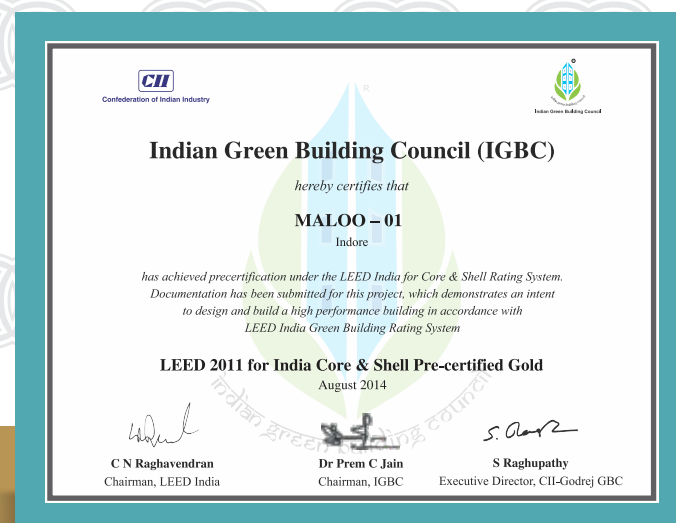 CII
Confederation of Indian Industry
Indian Green Building Council
Indian Green Building Council (IGBC)
hereby certifies that
MALOO – 01
Indore
has achieved precertification under the LEED India for Core & Shell Rating System.
Documentation has been submitted for this project, which demonstrates an intent
to design and build a high performance building in accordance with
LEED India Green Building Rating System
LEED 2011 for India Core & Shell Pre-certified Gold
August 2014
indian green building council
C N Raghavendran
Dr Prem C Jain
S Raghupathy
Chairman, LEED India
Chairman, IGBC
Executive Director, CII-Godrej GBC